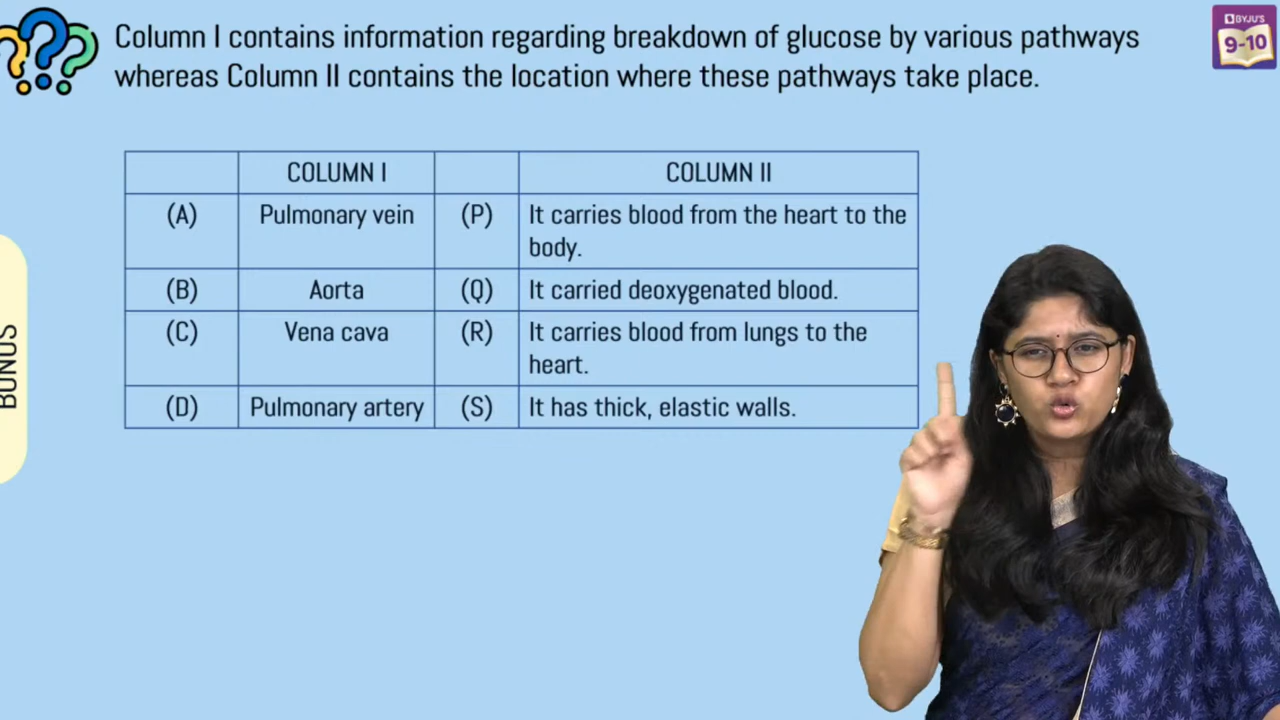 Column I contains information regarding breakdown of glucose by various pathways
whereas Column II contains the location where these pathways take place.
BYJU'S
9-10
COLUMN I COLUMN II
(A) Pulmonary vein (P) It carries blood from the heart to the
body.
(B) Aorta (Q) It carried deoxygenated blood.
(C) Vena cava (R) It carries blood from lungs to the
heart.
(D) Pulmonary artery (S) It has thick, elastic walls.
BONUS